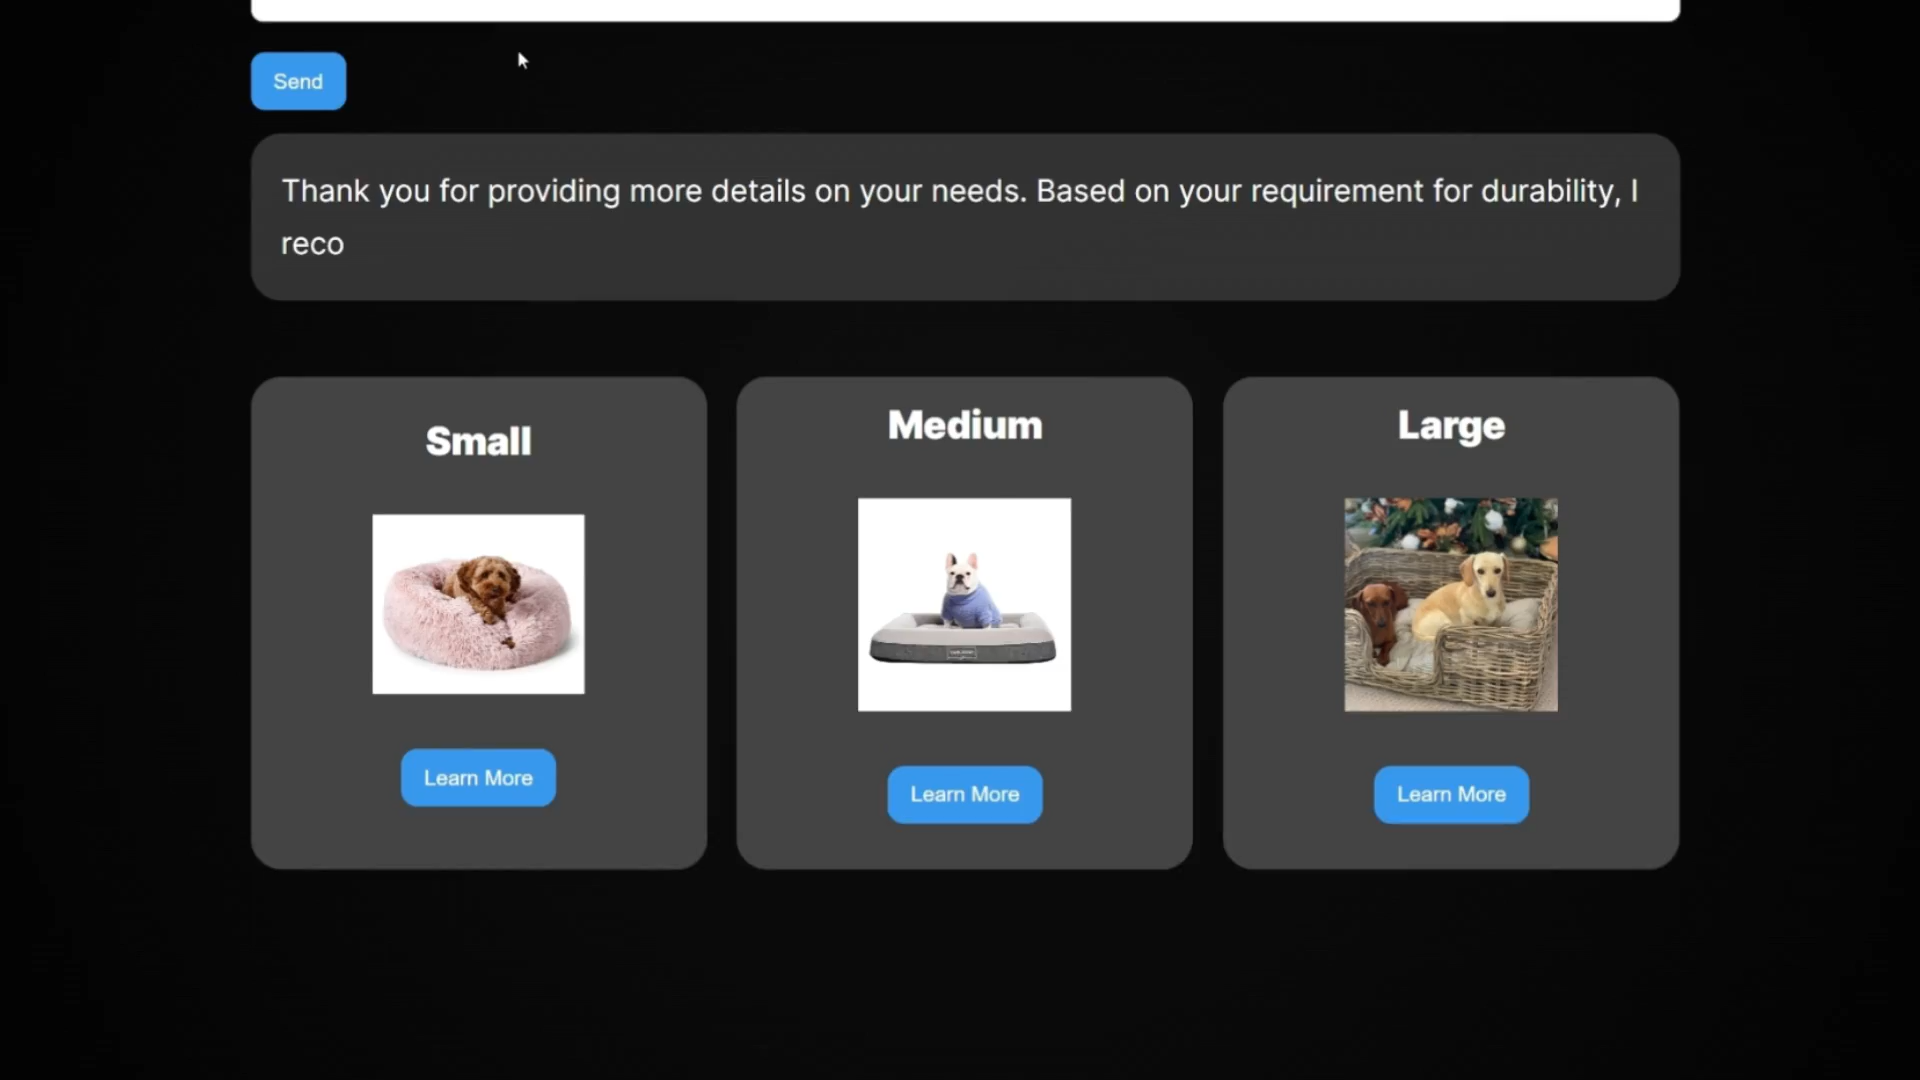 Send
Thank you for providing more details on your needs. Based on your requirement for durability, I
reco
Small
Medium
Large
Learn More
Learn More
Learn More